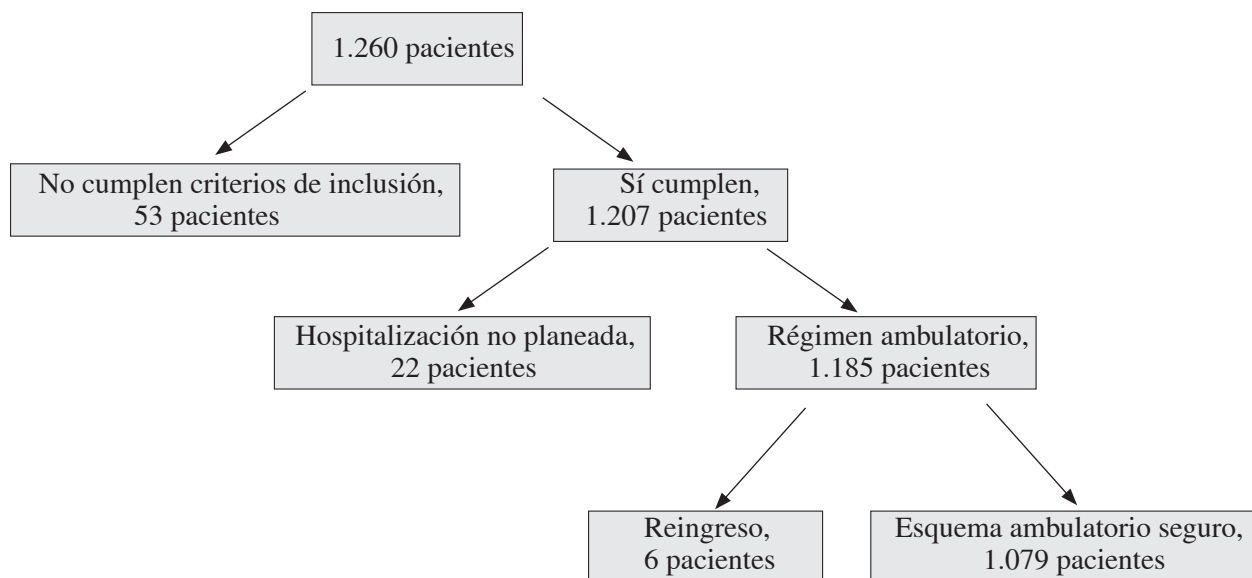 1.260 pacientes
No cumplen criterios de inclusión,
53 pacientes
Sí cumplen,
1.207 pacientes
Hospitalización no planeada,
22 pacientes
Régimen ambulatorio,
1.185 pacientes
Reingreso,
6 pacientes
Esquema ambulatorio seguro,
1.079 pacientes